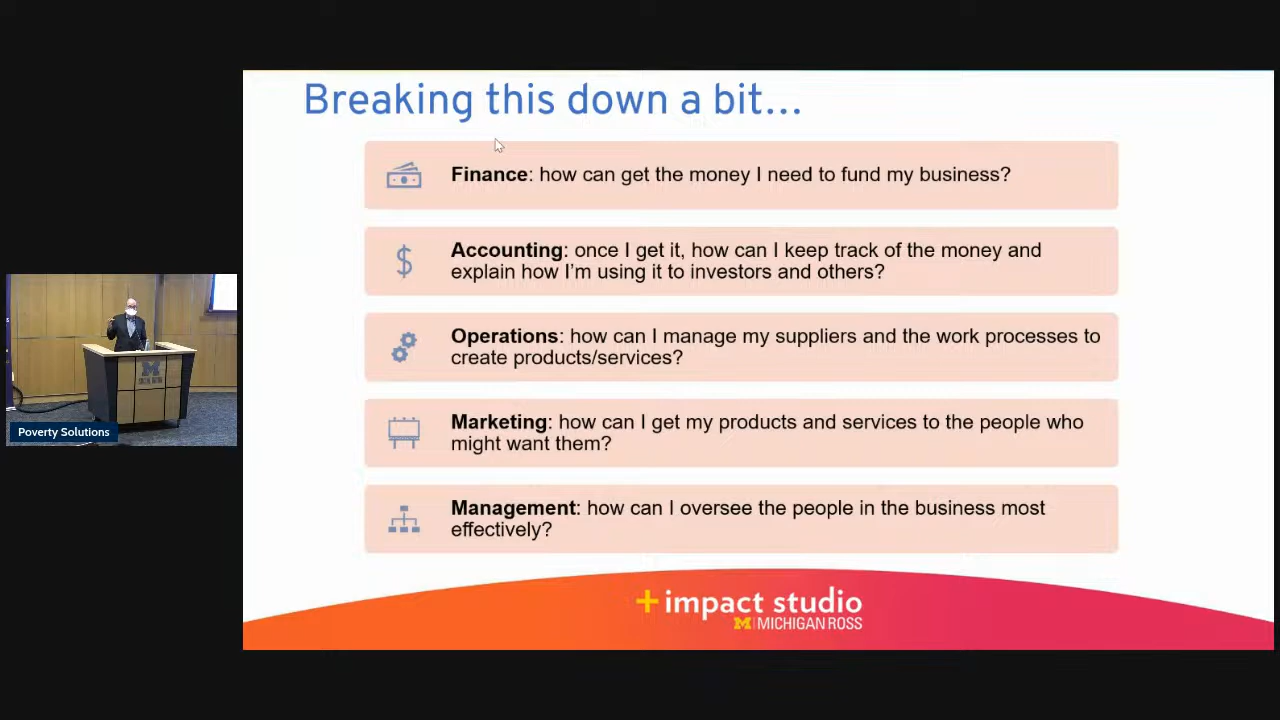 Breaking this down a bit...
Finance: how can get the money I need to fund my business?
$
Accounting: once I get it, how can I keep track of the money and
explain how I'm using it to investors and others?
Operations: how can I manage my suppliers and the work processes to
create products/services?
Marketing: how can I get my products and services to the people who
might want them?
Management: how can I oversee the people in the business most
effectively?
Poverty Solutions
+impact studio
M MICHIGAN ROSS